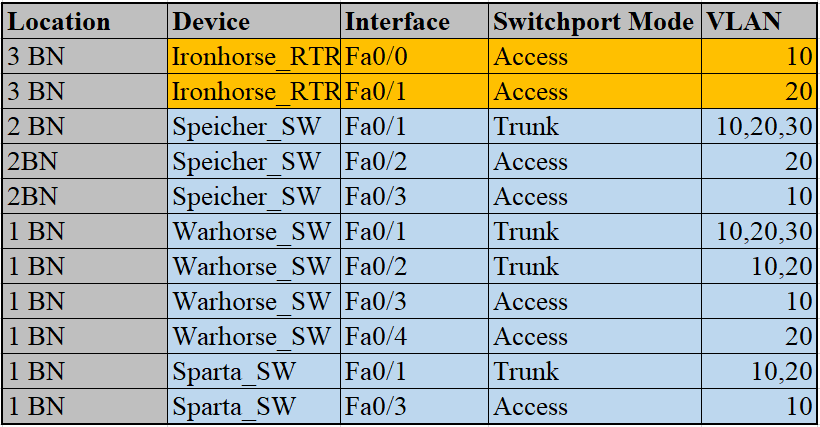 Location Device Interface Switchport Mode VLAN
3 BN Ironhorse_RTR Fa0/0 Access 10
3 BN Ironhorse_RTR Fa0/1 Access 20
2 BN Speicher_SW Fa0/1 Trunk 10,20,30
2BN Speicher_SW Fa0/2 Access 20
2BN Speicher_SW Fa0/3 Access 10
1 BN Warhorse_SW Fa0/1 Trunk 10,20,30
1 BN Warhorse_SW Fa0/2 Trunk 10,20
1 BN Warhorse_SW Fa0/3 Access 10
1 BN Warhorse_SW Fa0/4 Access 20
1 BN Sparta_SW Fa0/1 Trunk 10,20
1 BN Sparta_SW Fa0/3 Access 10